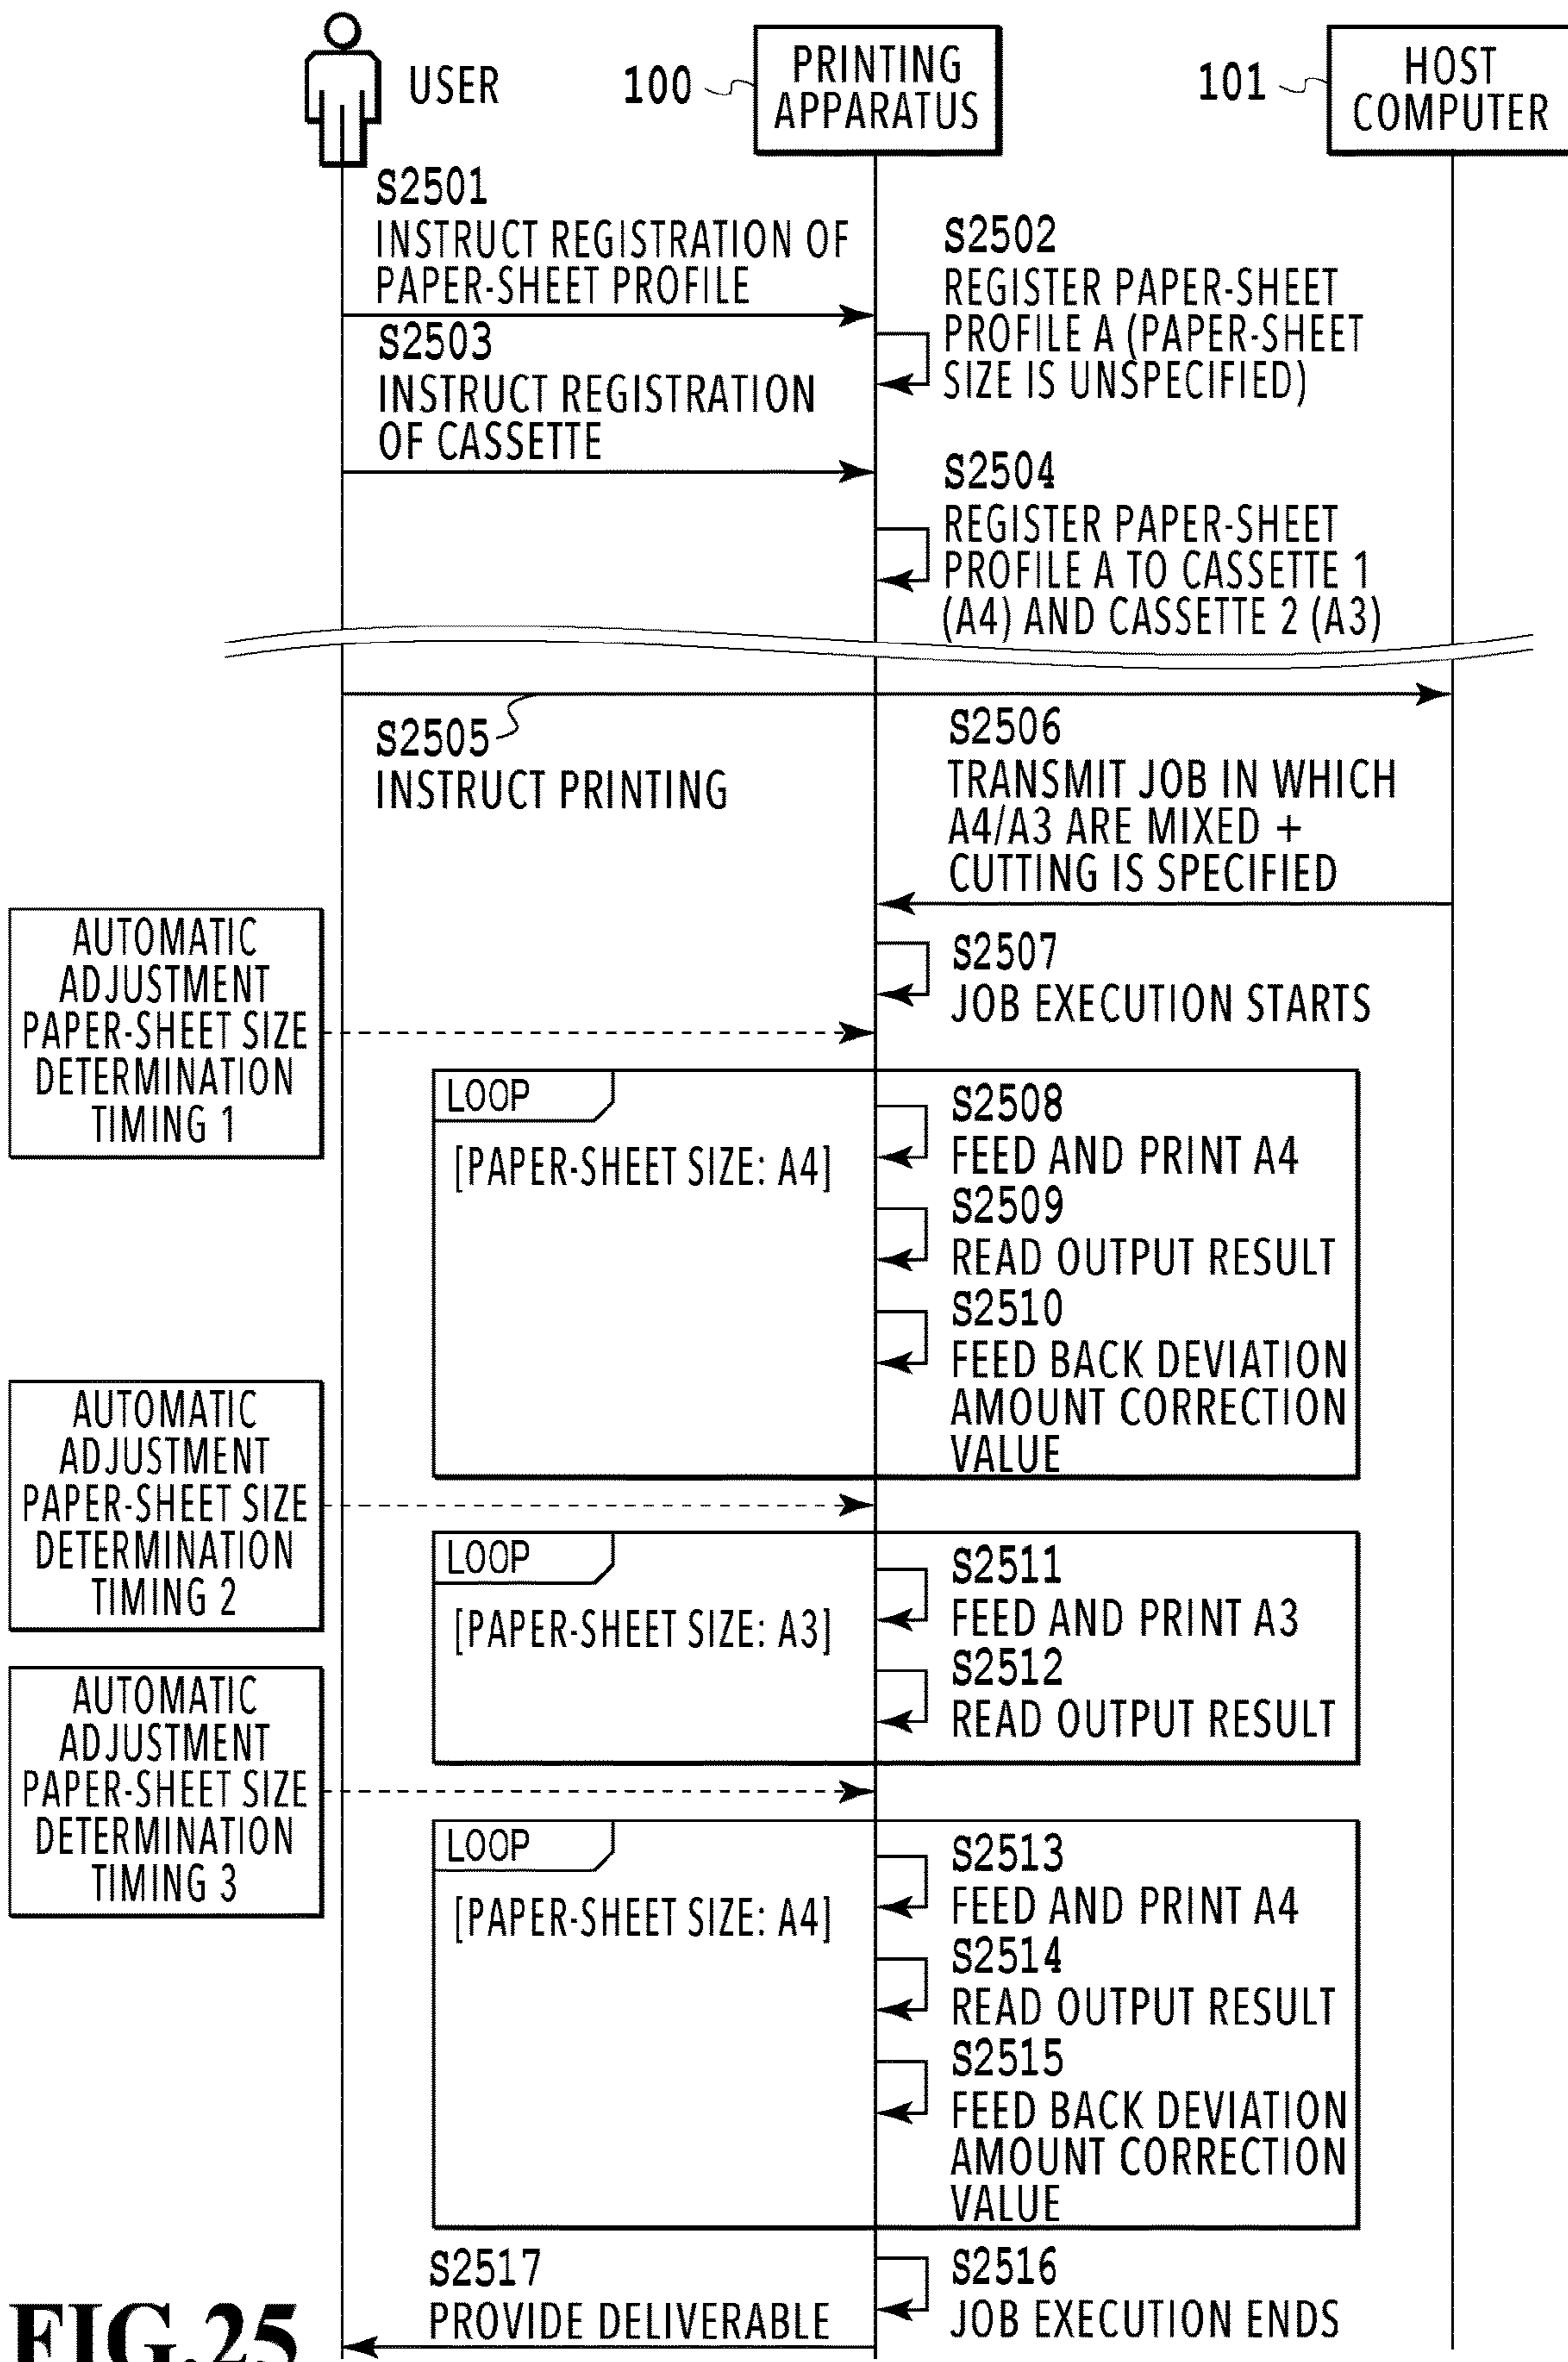 USER
100
PRINTING
APPARATUS
101
HOST
COMPUTER
S2501
INSTRUCT REGISTRATION OF
PAPER-SHEET PROFILE
S2502
REGISTER PAPER-SHEET
PROFILE A (PAPER-SHEET
SIZE IS UNSPECIFIED)
S2503
INSTRUCT REGISTRATION
OF CASSETTE
S2504
REGISTER PAPER-SHEET
PROFILE A TO CASSETTE 1
(A4) AND CASSETTE 2 (A3)
S2505
INSTRUCT PRINTING
S2506
TRANSMIT JOB IN WHICH
A4/A3 ARE MIXED +
CUTTING IS SPECIFIED
S2507
JOB EXECUTION STARTS
AUTOMATIC
ADJUSTMENT
PAPER-SHEET SIZE
DETERMINATION
TIMING 1
LOOP
[PAPER-SHEET SIZE: A4]
S2508
FEED AND PRINT A4
S2509
READ OUTPUT RESULT
S2510
FEED BACK DEVIATION
AMOUNT CORRECTION
VALUE
AUTOMATIC
ADJUSTMENT
PAPER-SHEET SIZE
DETERMINATION
TIMING 2
LOOP
[PAPER-SHEET SIZE: A3]
S2511
FEED AND PRINT A3
S2512
READ OUTPUT RESULT
AUTOMATIC
ADJUSTMENT
PAPER-SHEET SIZE
DETERMINATION
TIMING 3
LOOP
[PAPER-SHEET SIZE: A4]
S2513
FEED AND PRINT A4
S2514
READ OUTPUT RESULT
S2515
FEED BACK DEVIATION
AMOUNT CORRECTION
VALUE
S2516
JOB EXECUTION ENDS
S2517
PROVIDE DELIVERABLE
FIG.25